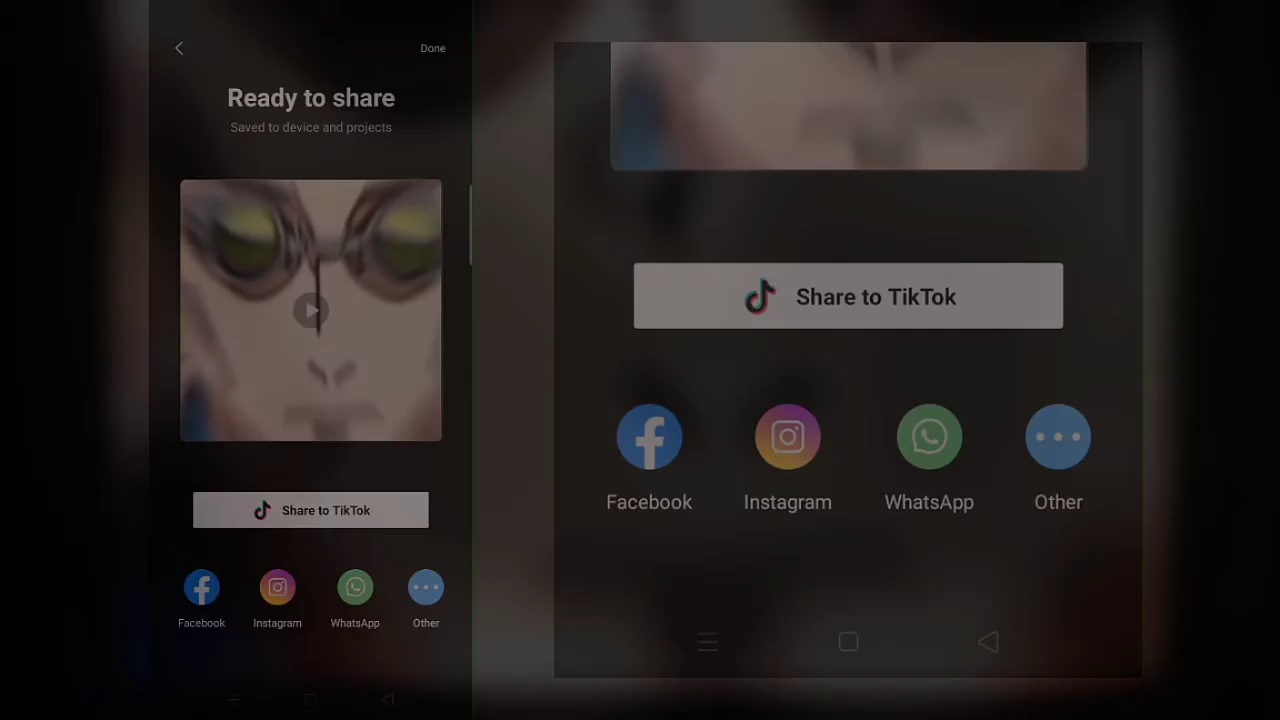 Done
Ready to share
Saved to device and projects
Share to TikTok
Facebook Instagram WhatsApp Other
Share to TikTok
Facebook Instagram WhatsApp Other